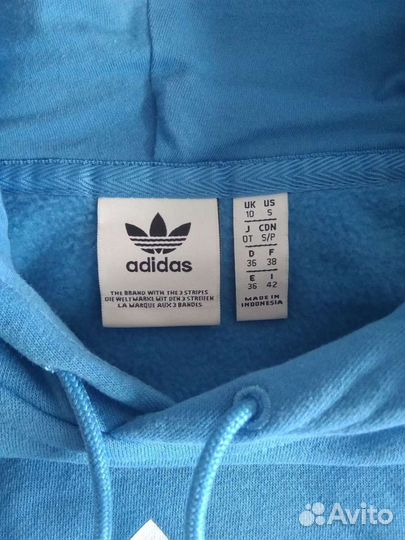 adidas
THE BRAND WITH THE 3 STRIPES
DIE WELTMARKE MIT DEN 3 STREIFEN
LA MARQUE AUX 3 BANDES
UK US
10 S
J CDN
OT S/P
D F
36 38
E I
36 42
MADE IN
INDONESIA
Avito